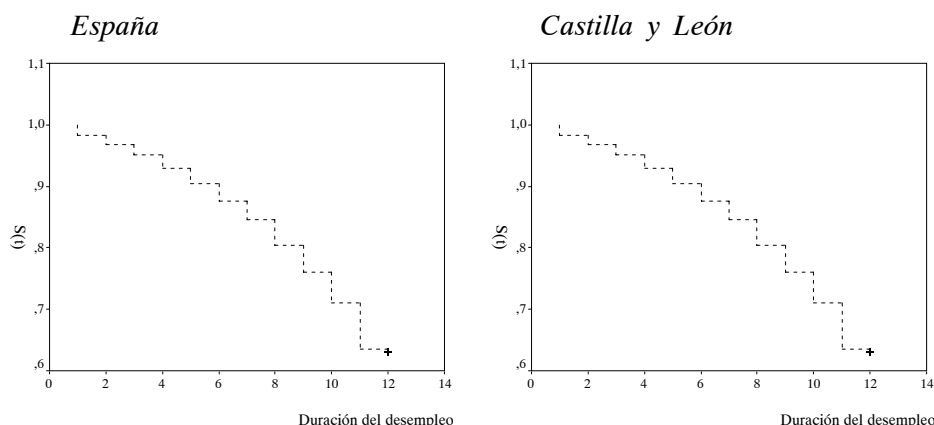 España
1,1
1,0
,9
,8
,7
,6
S(t)
0 2 4 6 8 10 12 14
Duración del desempleo
Castilla y León
1,1
1,0
,9
,8
,7
,6
S(t)
0 2 4 6 8 10 12 14
Duración del desempleo